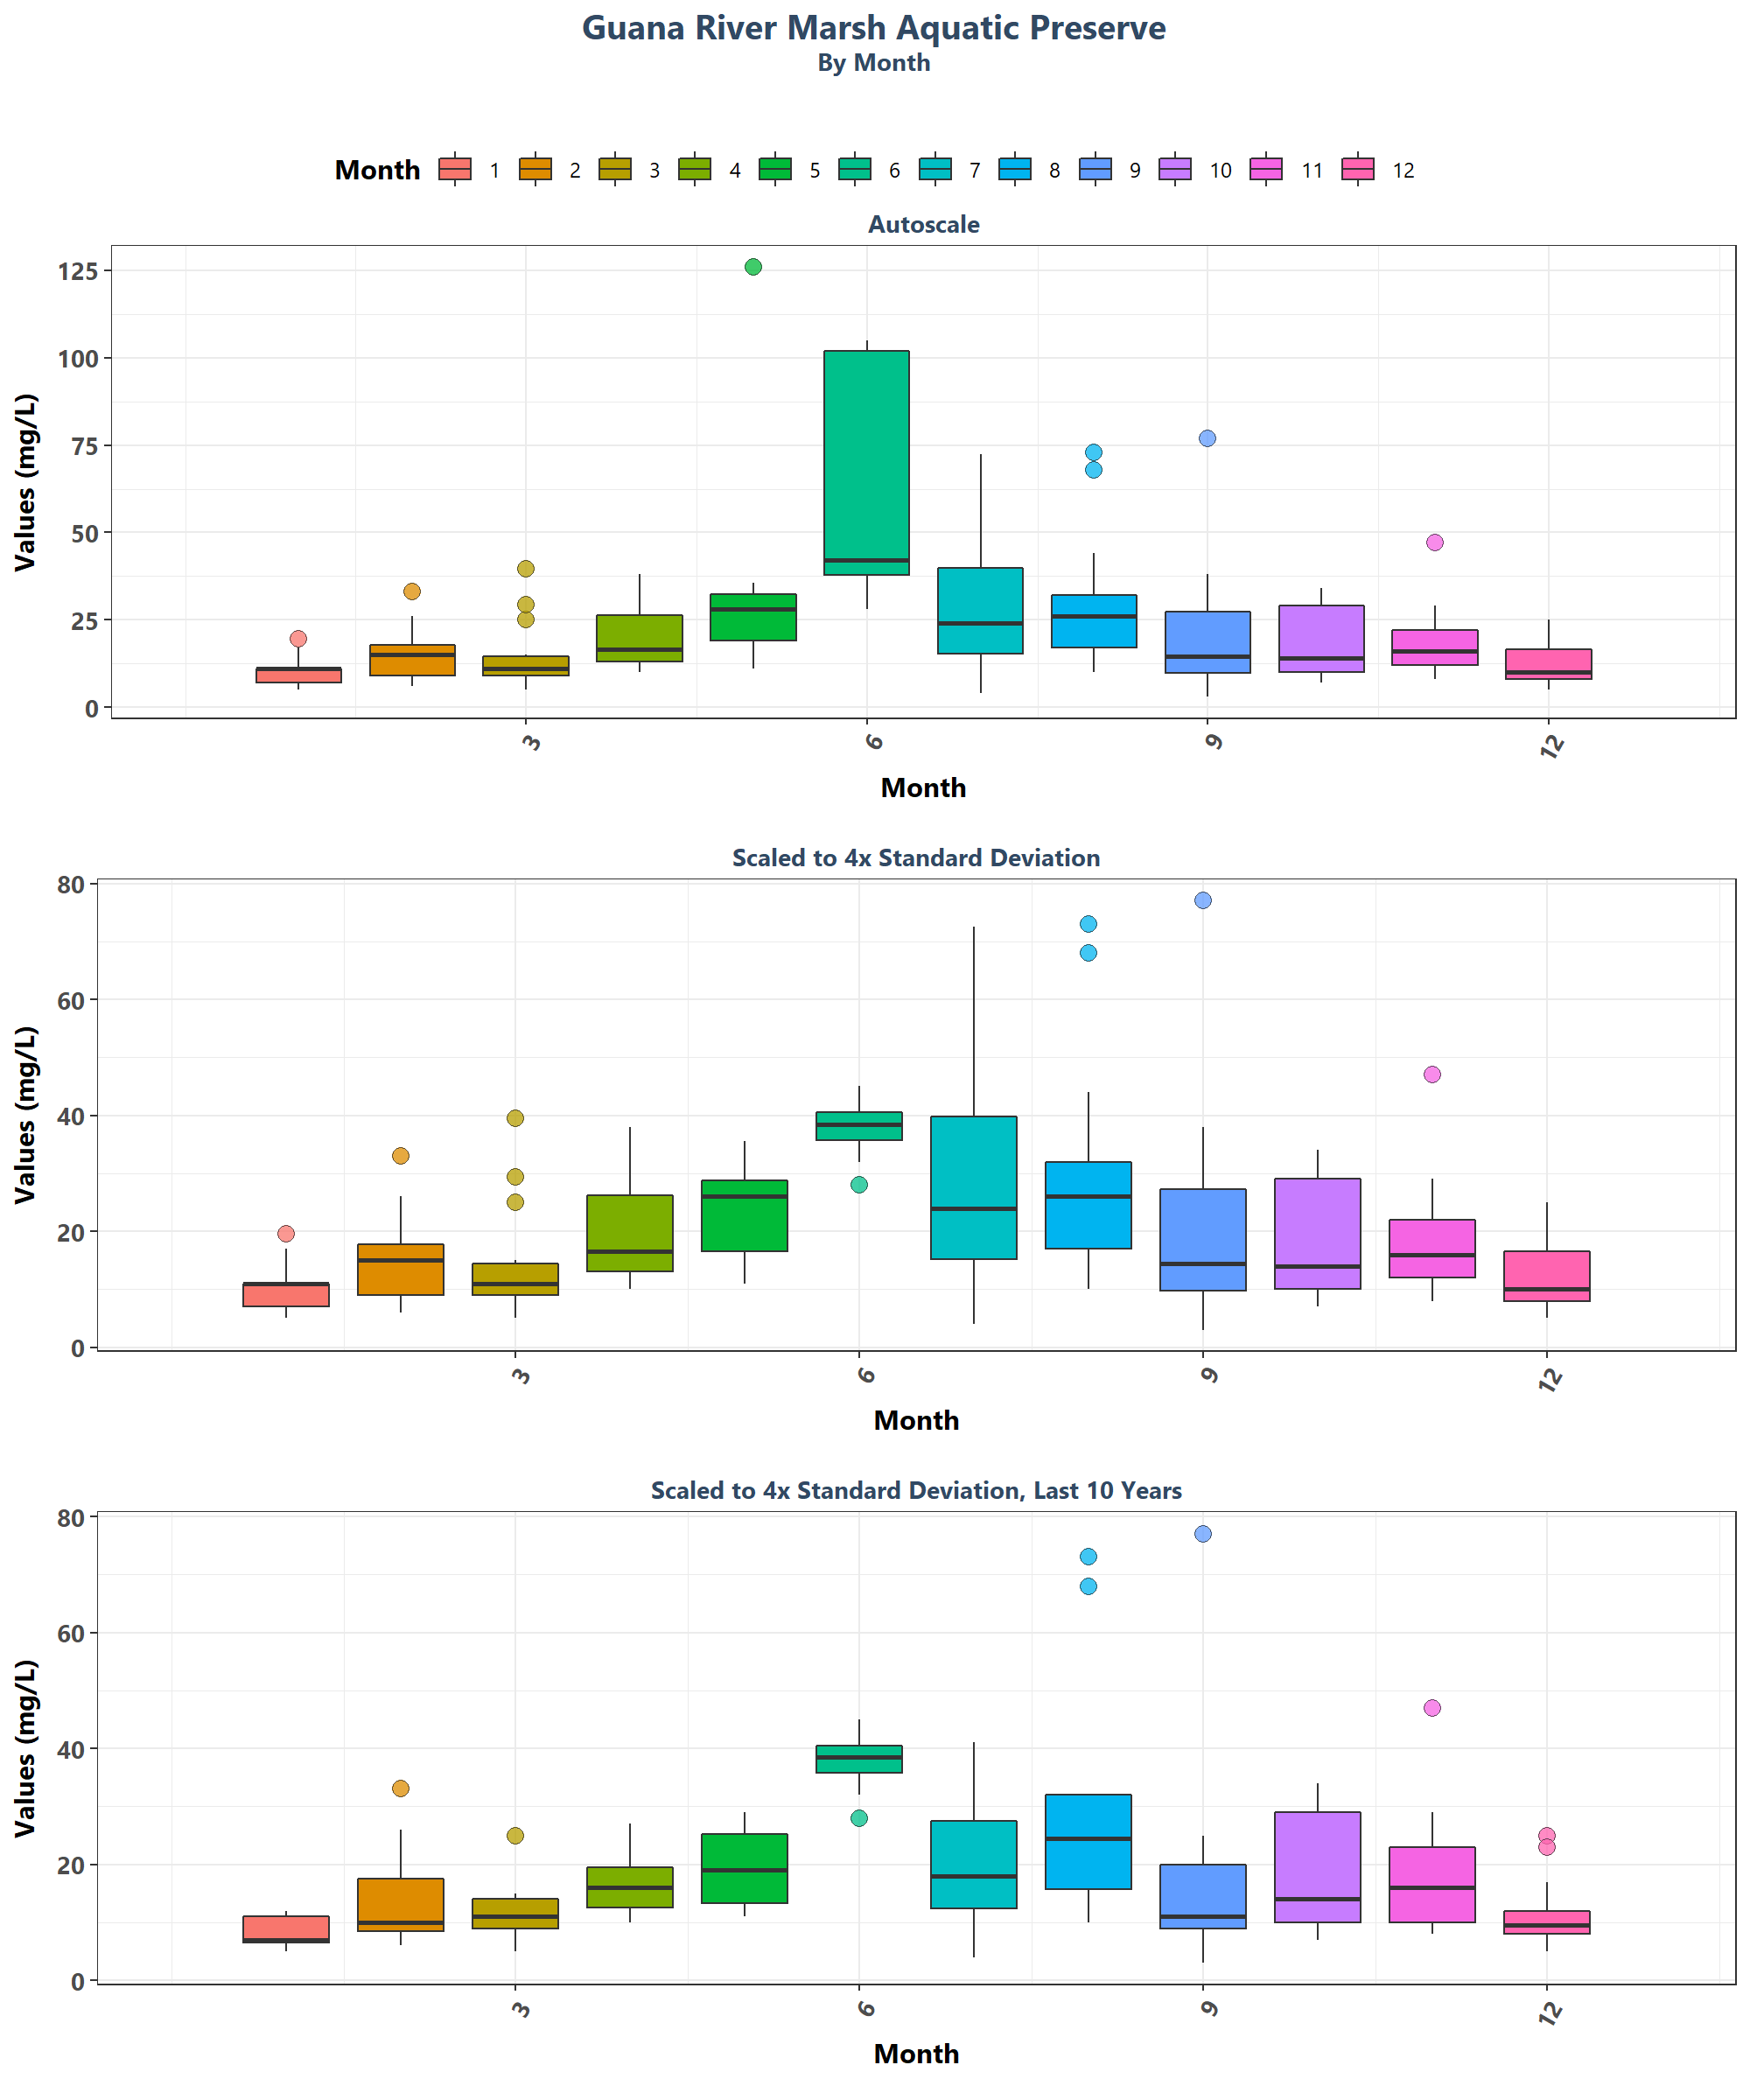 Guana River Marsh Aquatic Preserve
By Month
Month 1 2 3 4 5 6 7 8 9 10 11 12
Autoscale
Values (mg/L)
125
100
75
50
25
0
3 6 9 12
Month
Scaled to 4x Standard Deviation
Values (mg/L)
80
60
40
20
0
3 6 9 12
Month
Scaled to 4x Standard Deviation, Last 10 Years
Values (mg/L)
80
60
40
20
0
3 6 9 12
Month